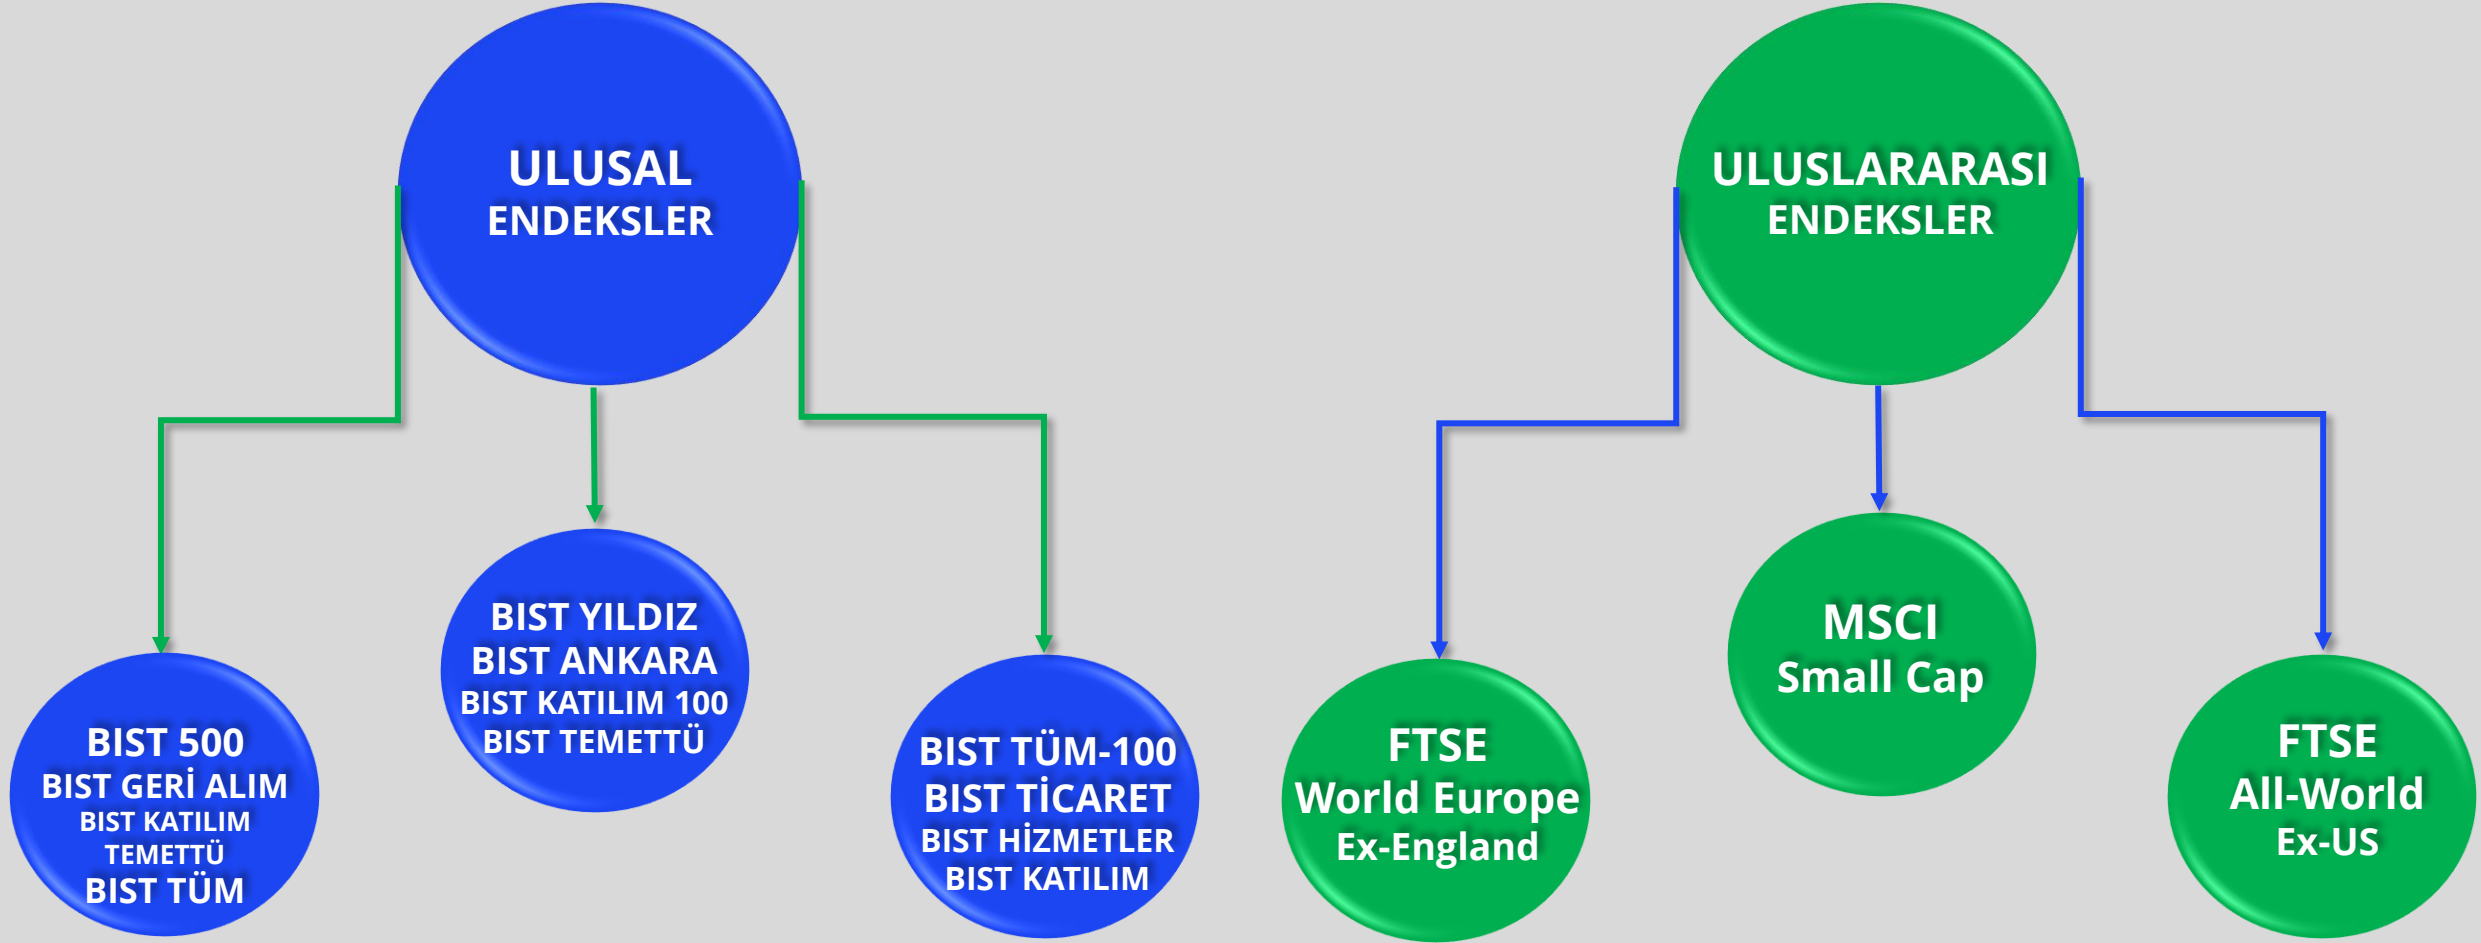 ULUSAL
ENDEKSLER
BIST 500
BIST GERİ ALIM
BIST KATILIM
TEMETTÜ
BIST TÜM
BIST YILDIZ
BIST ANKARA
BIST KATILIM 100
BIST TEMETTÜ
BIST TÜM-100
BIST TİCARET
BIST HİZMETLER
BIST KATILIM
ULUSLARARASI
ENDEKSLER
FTSE
World Europe
Ex-England
MSCI
Small Cap
FTSE
All-World
Ex-US